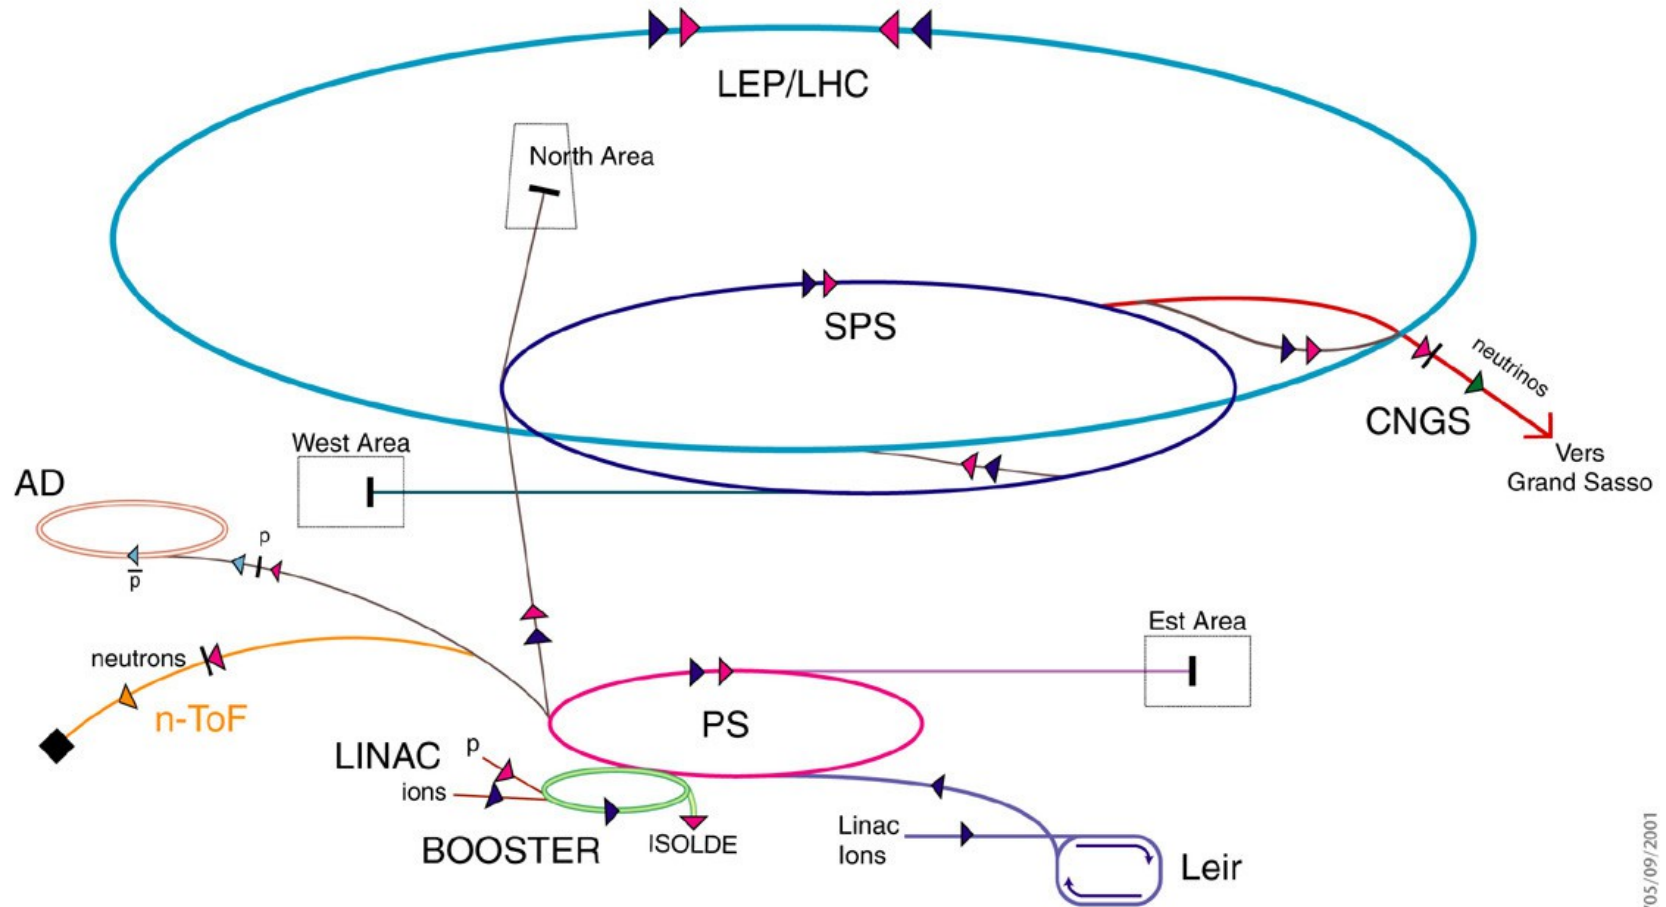 LEP/LHC
North Area
SPS
neutrinos
CNGS
Vers
Grand Sasso
West Area
AD
p
p
Est Area
neutrons
n-ToF
PS
LINAC
p
ions
BOOSTER
ISOLDE
Linac
Ions
Leir
05/09/2001